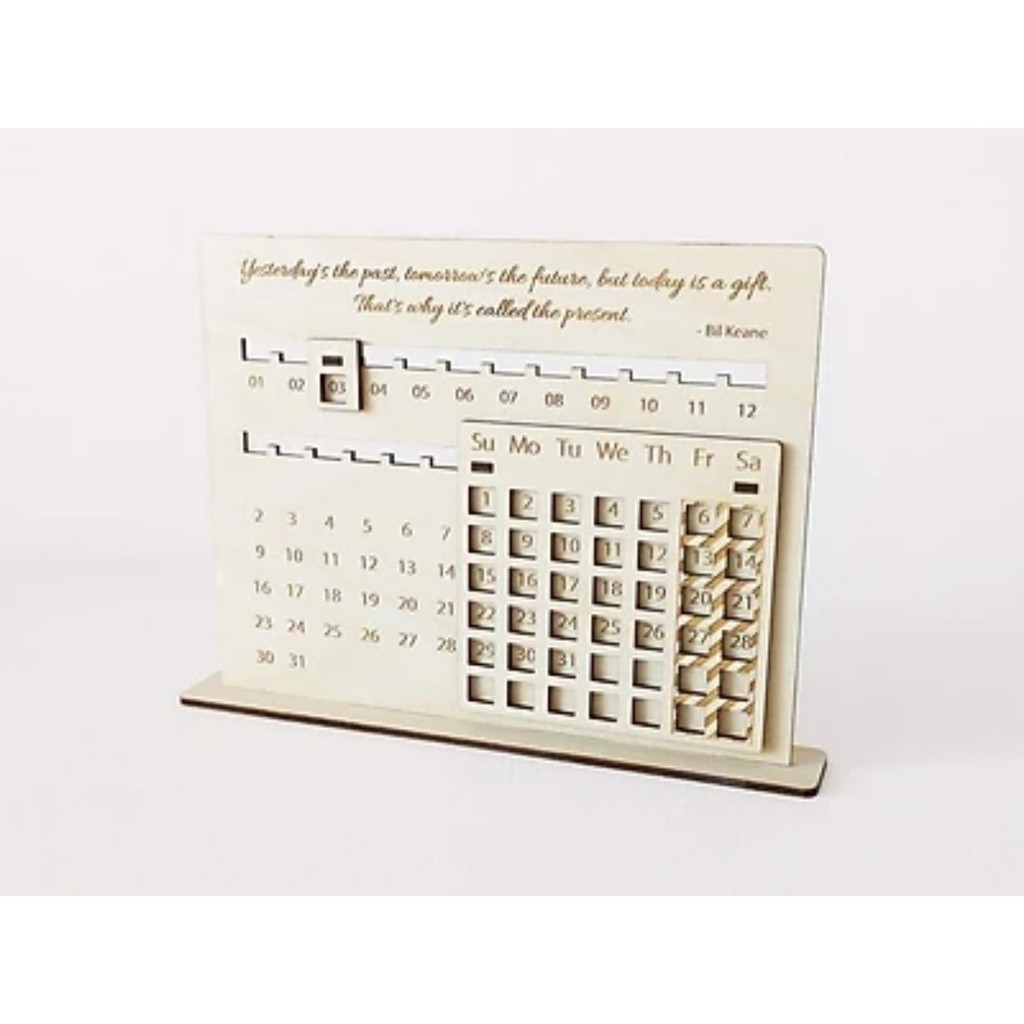 Yesterday's the past, tomorrow's the future, but today is a gift.
That's why it's called the present.
- Bil Keane
01 02 03 04 05 06 07 08 09 10 11 12
Su Mo Tu We Th Fr Sa
2 3 4 5 6 7 1 2 3 4 5 6 7
9 10 11 12 13 14 8 9 10 11 12 13 14
16 17 18 19 20 21 15 16 17 18 19 20 21
23 24 25 26 27 28 22 23 24 25 26 27 28
30 31 29 30 31